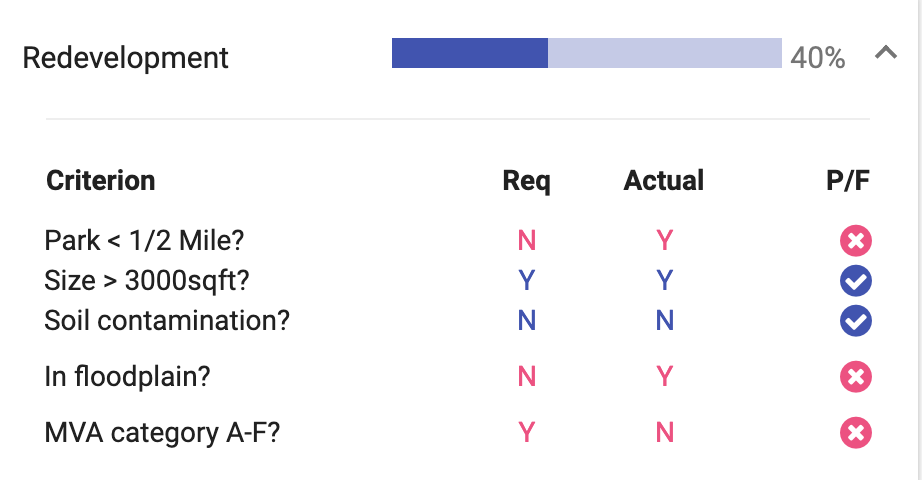 Redevelopment 40%
Criterion Req Actual P/F
Park < 1/2 Mile? N Y
Size > 3000sqft? Y Y
Soil contamination? N N
In floodplain? N Y
MVA category A-F? Y N